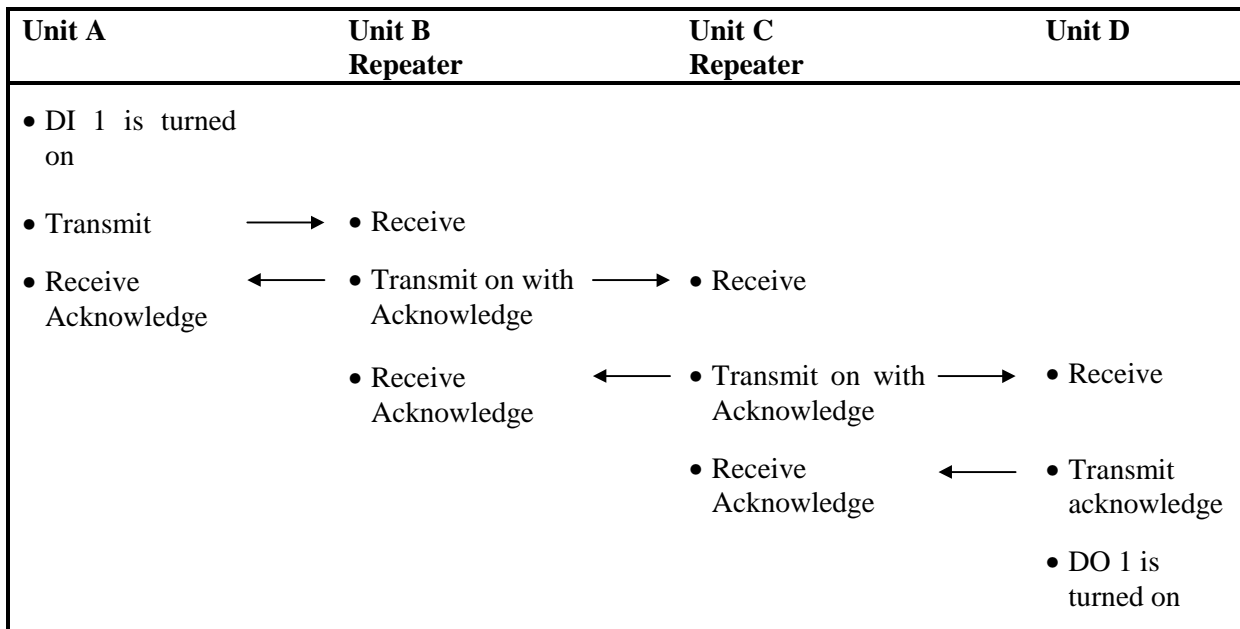 Unit A Unit B Unit C Unit D
Repeater Repeater
• DI 1 is turned
on
• Transmit • Receive
• Receive • Transmit on with • Receive
Acknowledge Acknowledge
• Receive • Transmit on with • Receive
Acknowledge Acknowledge
• Receive • Transmit
Acknowledge acknowledge
• DO 1 is
turned on